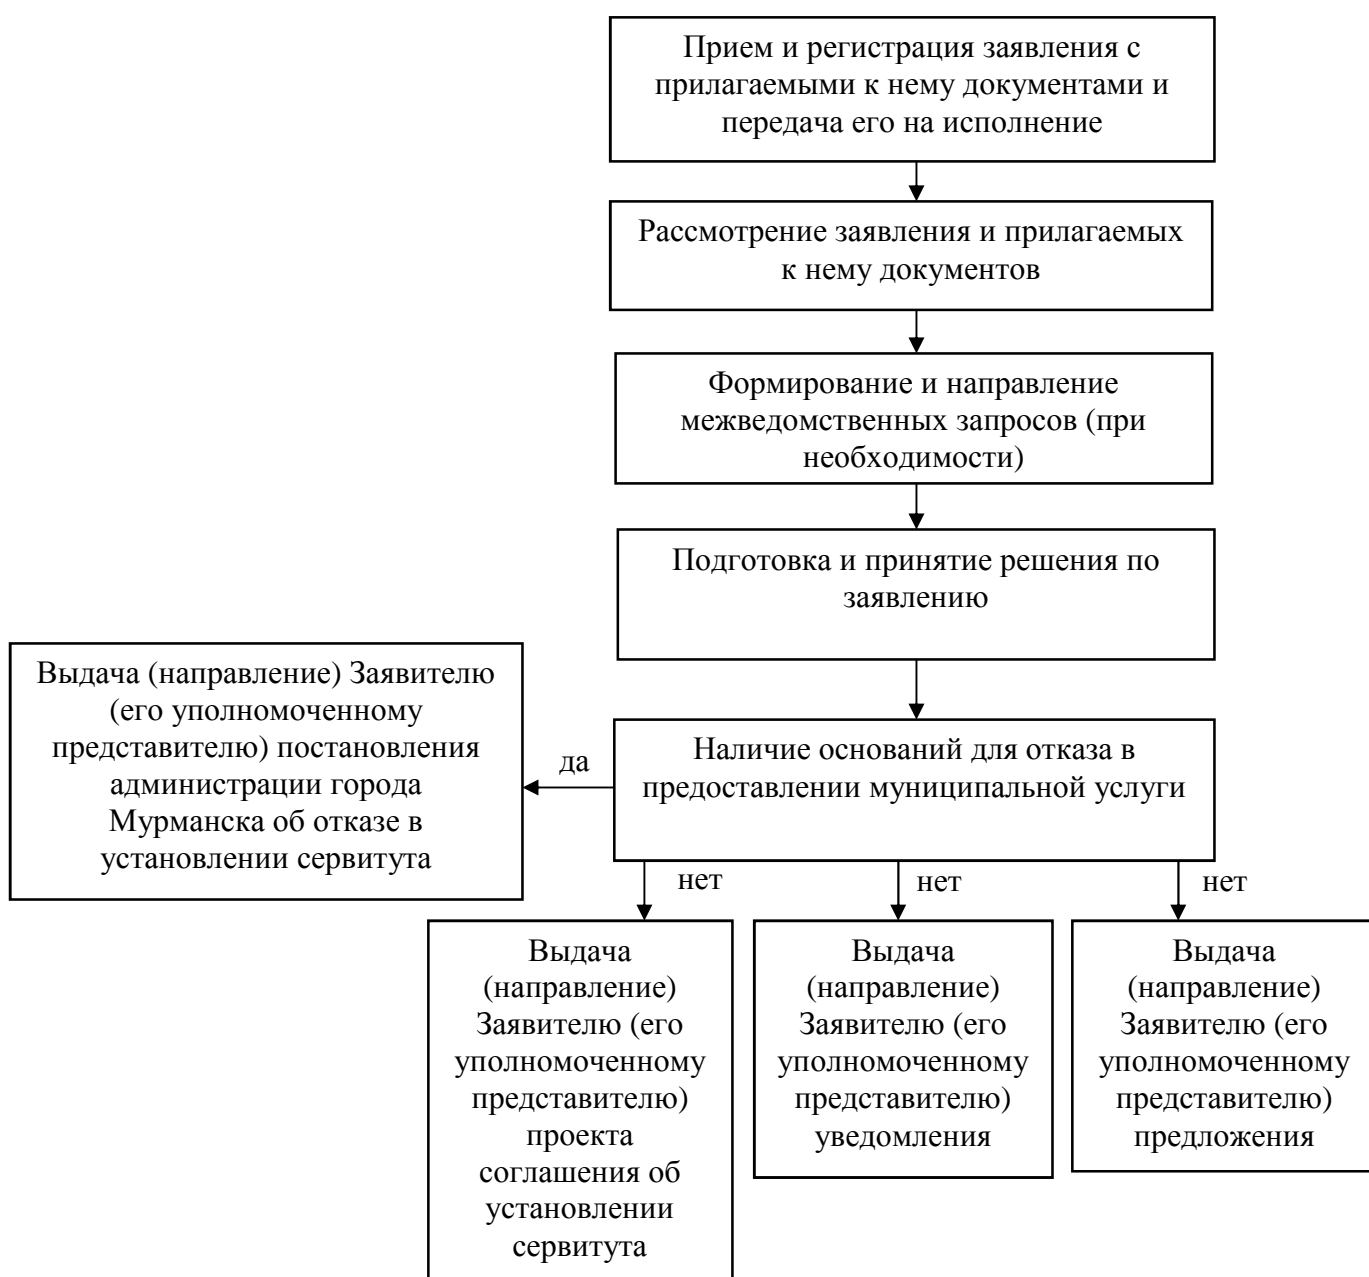 Прием и регистрация заявления с
прилагаемыми к нему документами и
передача его на исполнение
Рассмотрение заявления и прилагаемых
к нему документов
Формирование и направление
межведомственных запросов (при
необходимости)
Подготовка и принятие решения по
заявлению
Выдача (направление) Заявителю
(его уполномоченному
представителю) постановления
администрации города
Мурманска об отказе в
установлении сервитута
да
Наличие оснований для отказа в
предоставлении муниципальной услуги
нет
нет
нет
Выдача
(направление)
Заявителю (его
уполномоченному
представителю)
проекта
соглашения об
установлении
сервитута
Выдача
(направление)
Заявителю (его
уполномоченному
представителю)
уведомления
Выдача
(направление)
Заявителю (его
уполномоченному
представителю)
предложения